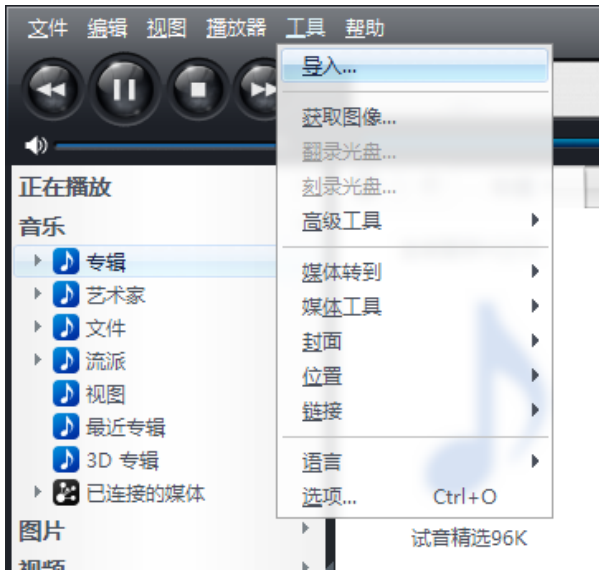 文件 编辑 视图 播放器 工具 帮助
导入...
获取图像...
翻录光盘...
刻录光盘...
高级工具
媒体转到
媒体工具
封面
位置
链接
语言
选项... Ctrl+O
正在播放
音乐
专辑
艺术家
文件
流派
视图
最近专辑
3D 专辑
已连接的媒体
图片
视频
试音精选96K